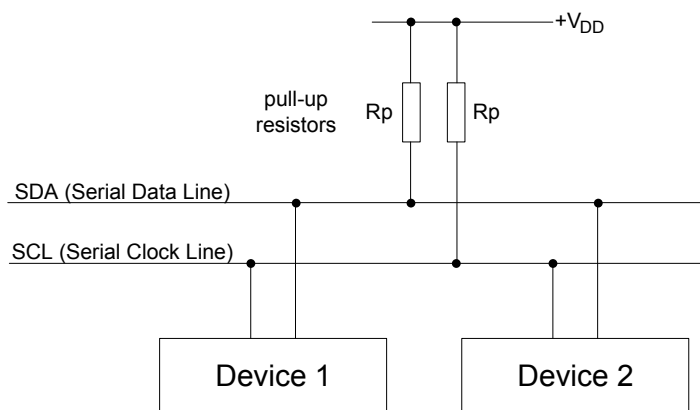 +VDD
pull-up
resistors
Rp
Rp
SDA (Serial Data Line)
SCL (Serial Clock Line)
Device 1
Device 2